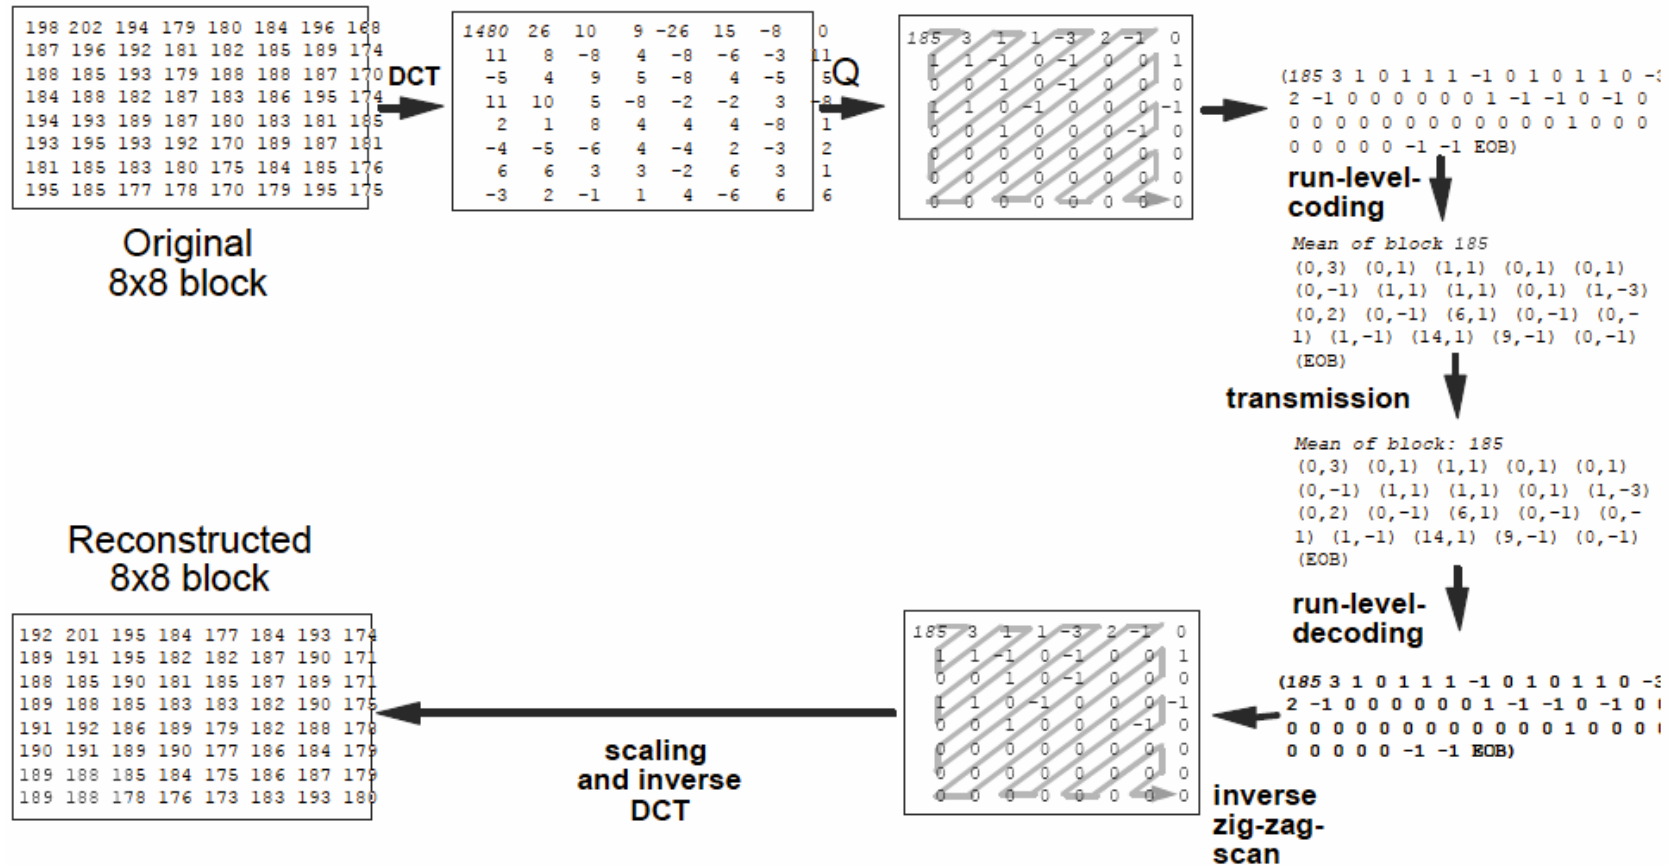 198 202 194 179 180 184 196 168
187 196 192 181 182 185 189 174
188 185 193 179 188 188 187 170
184 188 182 187 183 186 195 174
194 193 189 187 180 183 181 185
193 195 193 192 170 189 187 181
181 185 183 180 175 184 185 176
195 185 177 178 170 179 195 175
Original
8x8 block
DCT
1480 26 10 9 -26 15 -8 0
11 8 -8 4 -8 -6 -3 11
-5 4 9 5 -8 4 -5 5
11 10 5 -8 -2 -2 3 -8
2 1 8 4 4 4 -8 1
-4 -5 -6 4 -4 2 -3 2
6 6 3 3 -2 6 3 1
-3 2 -1 1 4 -6 6 6
Q
185 3 1 1 -3 2 -1 0
1 1 -1 0 -1 0 0 1
0 0 1 0 -1 0 0 0
1 1 0 -1 0 0 0 -1
0 0 1 0 0 0 -1 0
0 0 0 0 0 0 0 0
0 0 0 0 0 0 0 0
0 0 0 0 0 0 0 0
(185 3 1 0 1 1 1 -1 0 1 0 1 1 0 -3
2 -1 0 0 0 0 0 0 1 -1 -1 0 -1 0
0 0 0 0 0 0 0 0 0 0 0 0 0 1 0 0 0
0 0 0 0 0 -1 -1 EOB)
run-level-
coding
Mean of block 185
(0,3) (0,1) (1,1) (0,1) (0,1)
(0,-1) (1,1) (1,1) (0,1) (1,-3)
(0,2) (0,-1) (6,1) (0,-1) (0,-
1) (1,-1) (14,1) (9,-1) (0,-1)
(EOB)
transmission
Mean of block: 185
(0,3) (0,1) (1,1) (0,1) (0,1)
(0,-1) (1,1) (1,1) (0,1) (1,-3)
(0,2) (0,-1) (6,1) (0,-1) (0,-
1) (1,-1) (14,1) (9,-1) (0,-1)
(EOB)
run-level-
decoding
(185 3 1 0 1 1 1 -1 0 1 0 1 1 0 -3
2 -1 0 0 0 0 0 0 1 -1 -1 0 -1 0 0
0 0 0 0 0 0 0 0 0 0 0 0 0 1 0 0 0
0 0 0 0 0 -1 -1 EOB)
inverse
zig-zag-
scan
185 3 1 1 -3 2 -1 0
1 1 -1 0 -1 0 0 1
0 0 1 0 -1 0 0 0
1 1 0 -1 0 0 0 -1
0 0 1 0 0 0 -1 0
0 0 0 0 0 0 0 0
0 0 0 0 0 0 0 0
0 0 0 0 0 0 0 0
scaling
and inverse
DCT
Reconstructed
8x8 block
192 201 195 184 177 184 193 174
189 191 195 182 182 187 190 171
188 185 190 181 185 187 189 171
189 188 185 183 183 182 190 175
191 192 186 189 179 182 188 178
190 191 189 190 177 186 184 179
189 188 185 184 175 186 187 179
189 188 178 176 173 183 193 180